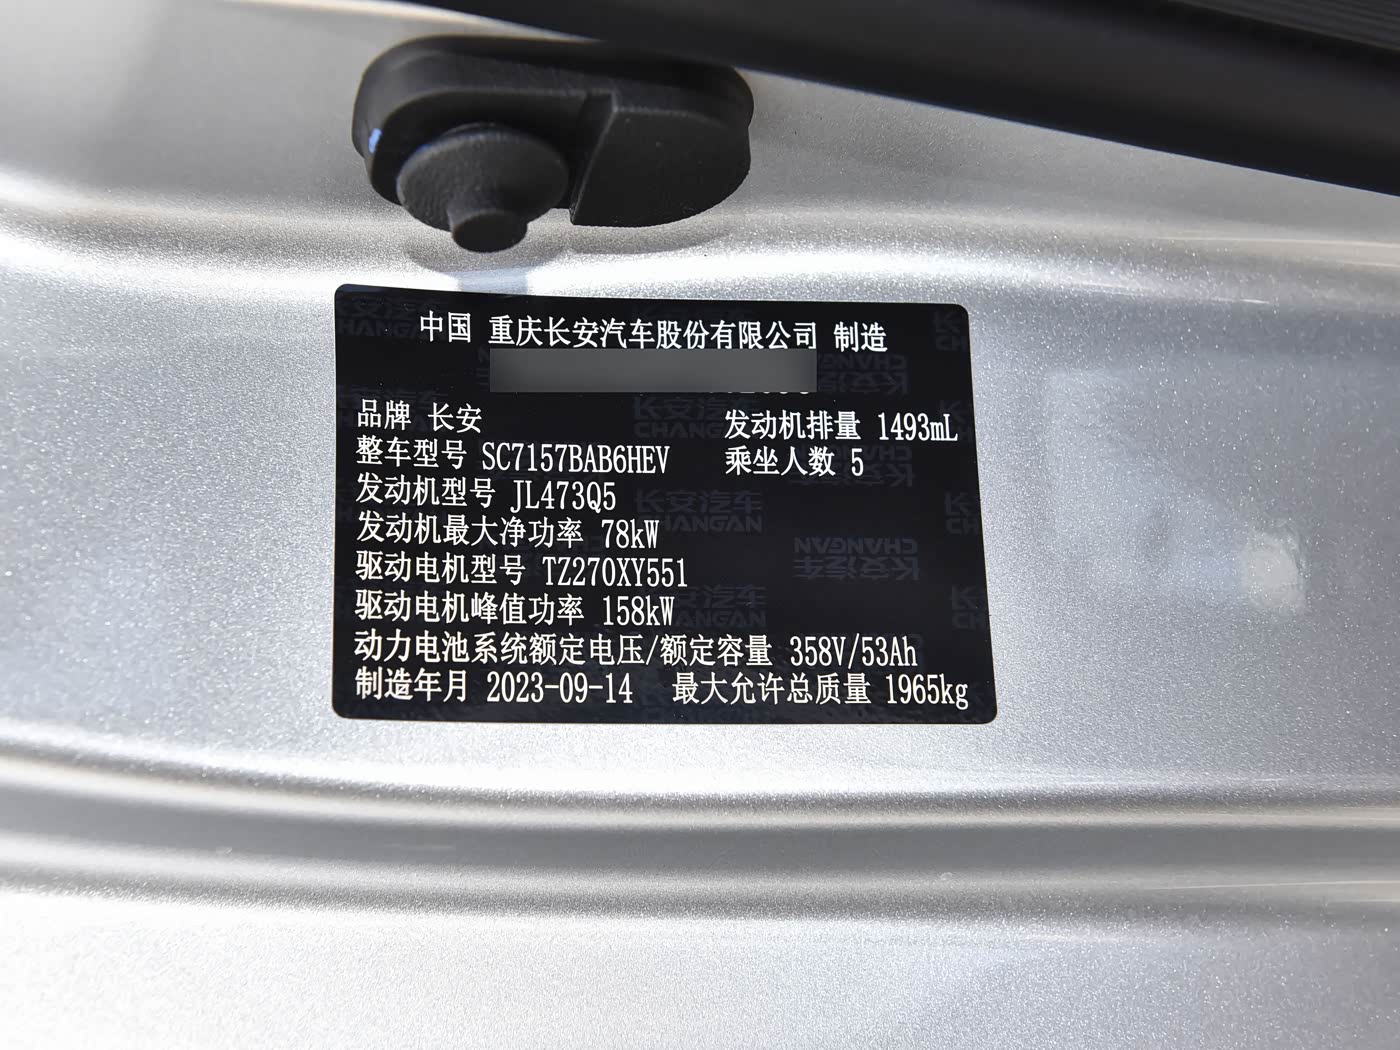 中国 重庆长安汽车股份有限公司 制造
品牌 长安 发动机排量 1493mL
整车型号 SC7157BAB6HEV 乘坐人数 5
发动机型号 JL473Q5
发动机最大净功率 78kW
驱动电机型号 TZ270XY551
驱动电机峰值功率 158kW
动力电池系统额定电压/额定容量 358V/53Ah
制造年月 2023-09-14 最大允许总质量 1965kg
长安汽车
CHANGAN